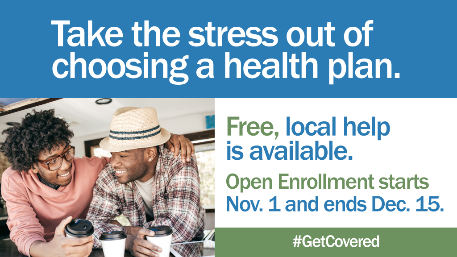 Take the stress out of
choosing a health plan.
Free, local help
is available.
Open Enrollment starts
Nov. 1 and ends Dec. 15.
#GetCovered